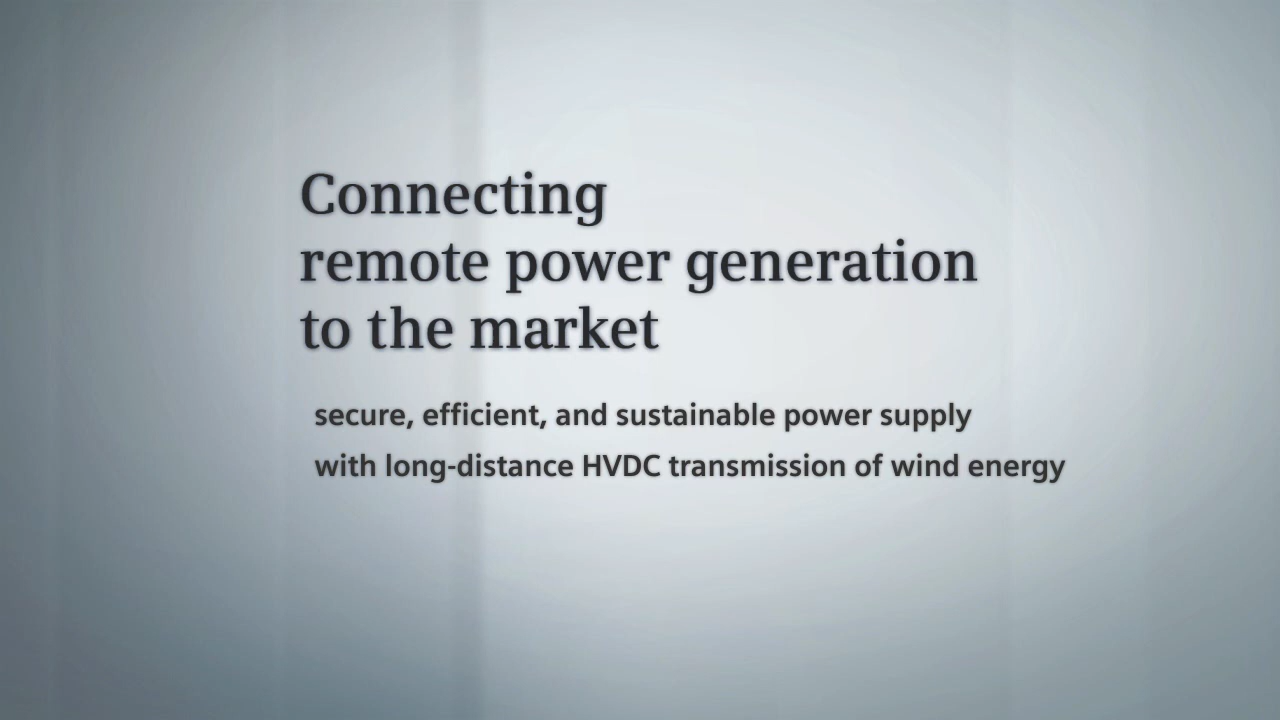 Connecting
remote power generation
to the market
secure, efficient, and sustainable power supply
with long-distance HVDC transmission of wind energy